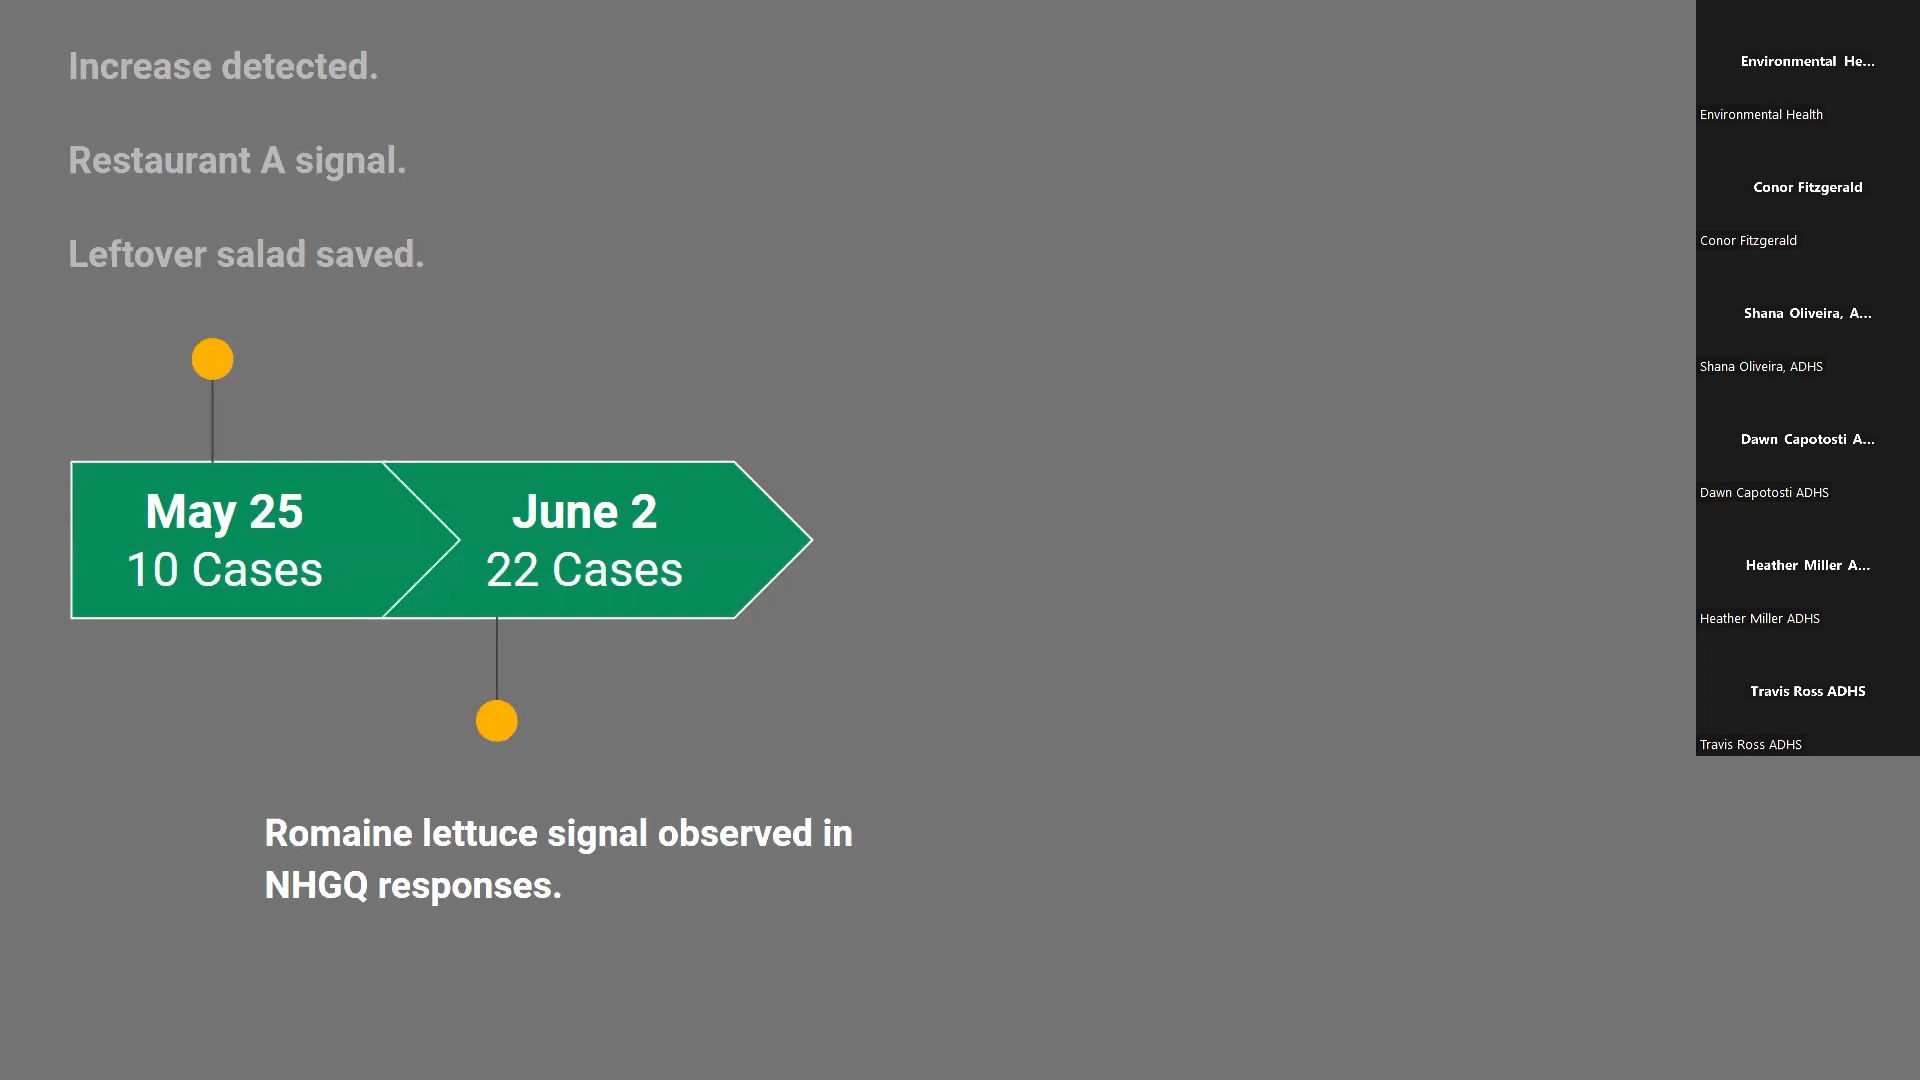 Increase detected.
Restaurant A signal.
Leftover salad saved.
May 25
10 Cases
June 2
22 Cases
Romaine lettuce signal observed in
NHGQ responses.
Environmental He...
Environmental Health
Conor Fitzgerald
Conor Fitzgerald
Shana Oliveira, A...
Shana Oliveira, ADHS
Dawn Capotosti A...
Dawn Capotosti ADHS
Heather Miller A...
Heather Miller ADHS
Travis Ross ADHS
Travis Ross ADHS